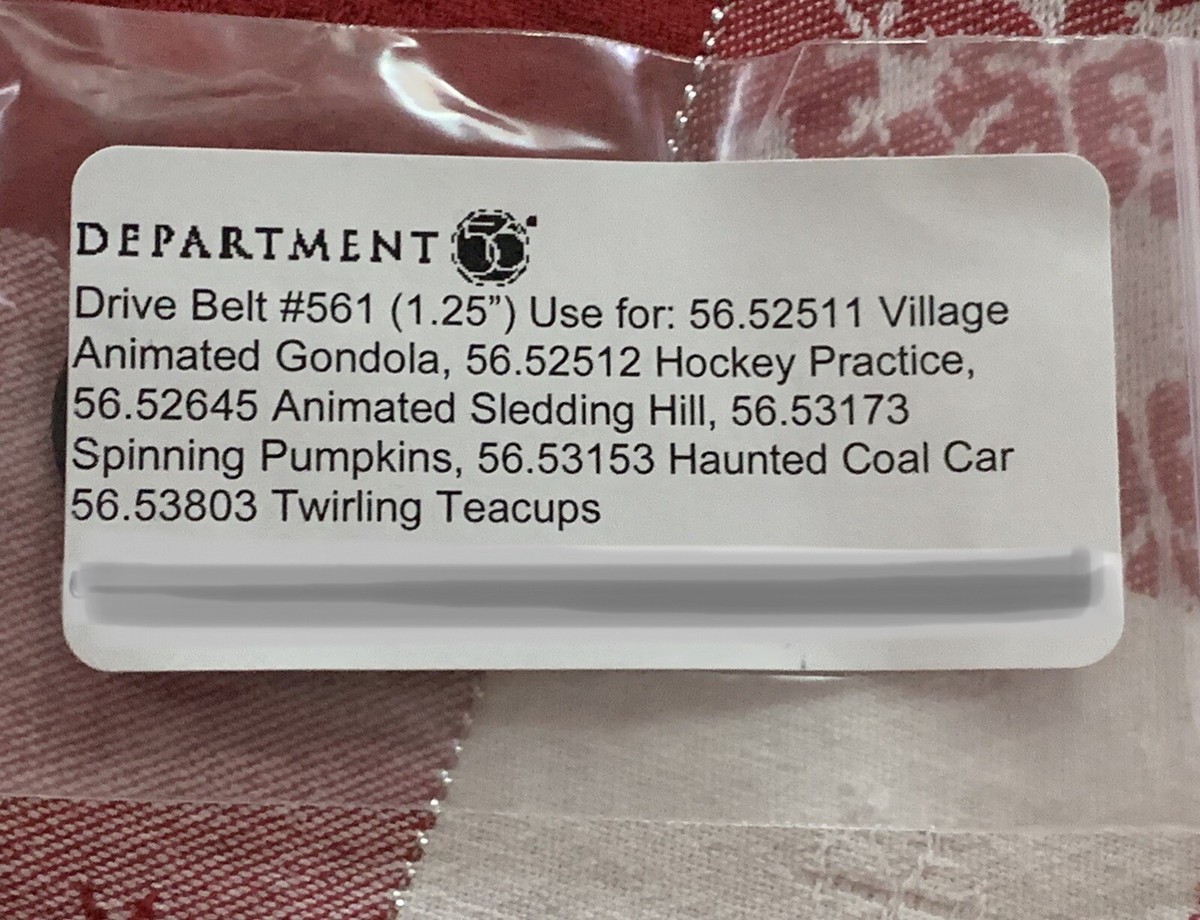 DEPARTMENT 56
Drive Belt #561 (1.25”) Use for: 56.52511 Village
Animated Gondola, 56.52512 Hockey Practice,
56.52645 Animated Sledding Hill, 56.53173
Spinning Pumpkins, 56.53153 Haunted Coal Car
56.53803 Twirling Teacups